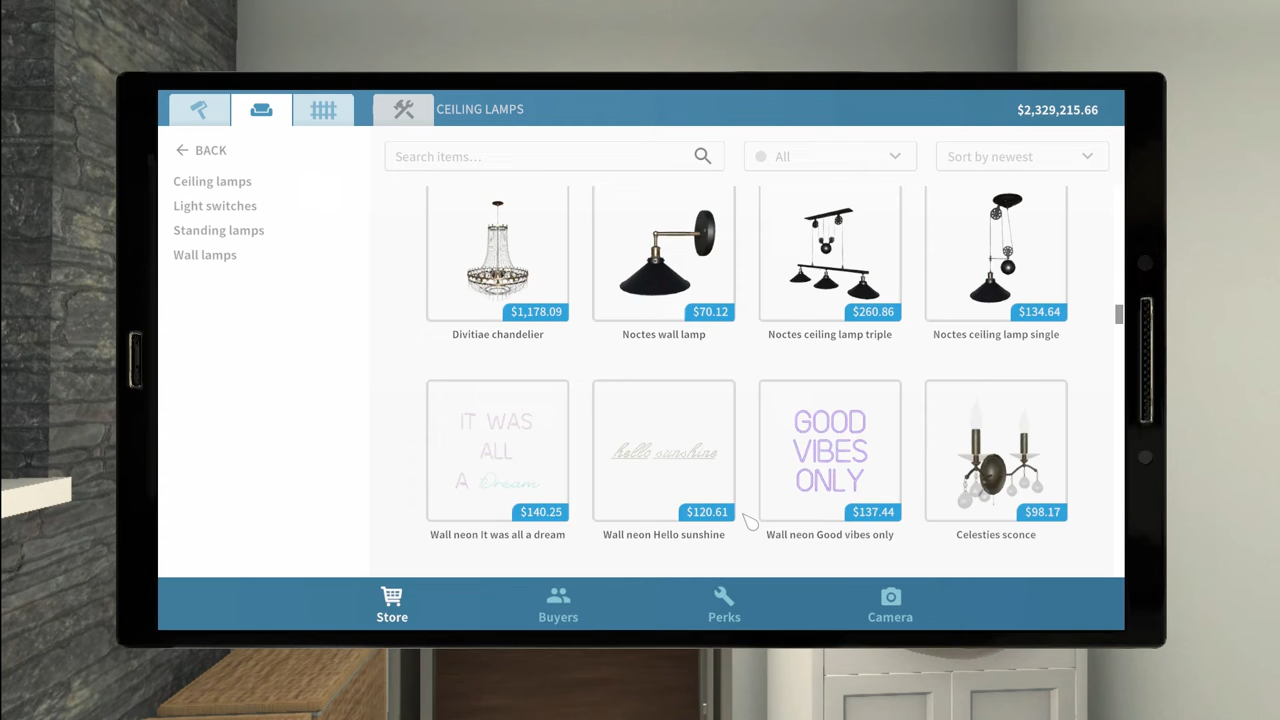 CEILING LAMPS
$2,329,215.66
BACK
Search items...
All
Sort by newest
Ceiling lamps
Light switches
Standing lamps
Wall lamps
$1,178.09
$70.12
$260.86
$134.64
Divitiae chandelier
Noctes wall lamp
Noctes ceiling lamp triple
Noctes ceiling lamp single
IT WAS
ALL
A Dream
hello sunshine
GOOD
VIBES
ONLY
$140.25
$120.61
$137.44
$98.17
Wall neon It was all a dream
Wall neon Hello sunshine
Wall neon Good vibes only
Celesties sconce
Store
Buyers
Perks
Camera